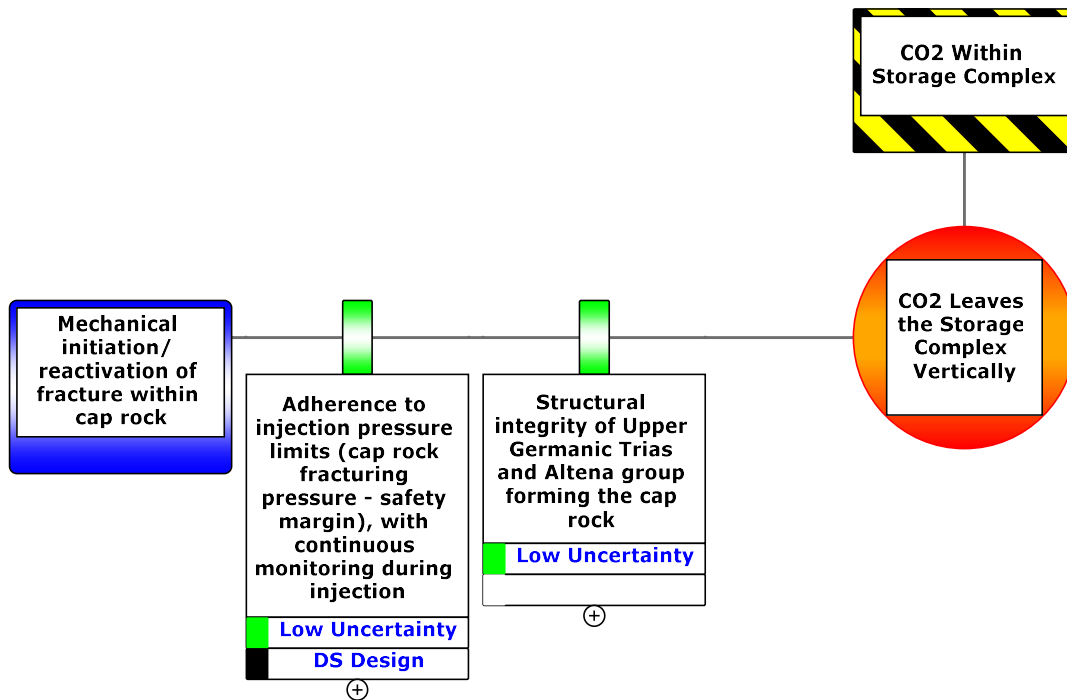 CO2 Within
Storage Complex
Mechanical
initiation/
reactivation of
fracture within
cap rock
Adherence to
injection pressure
limits (cap rock
fracturing
pressure - safety
margin), with
continuous
monitoring during
injection
Low Uncertainty
DS Design
Structural
integrity of Upper
Germanic Trias
and Altena group
forming the cap
rock
Low Uncertainty
CO2 Leaves
the Storage
Complex
Vertically